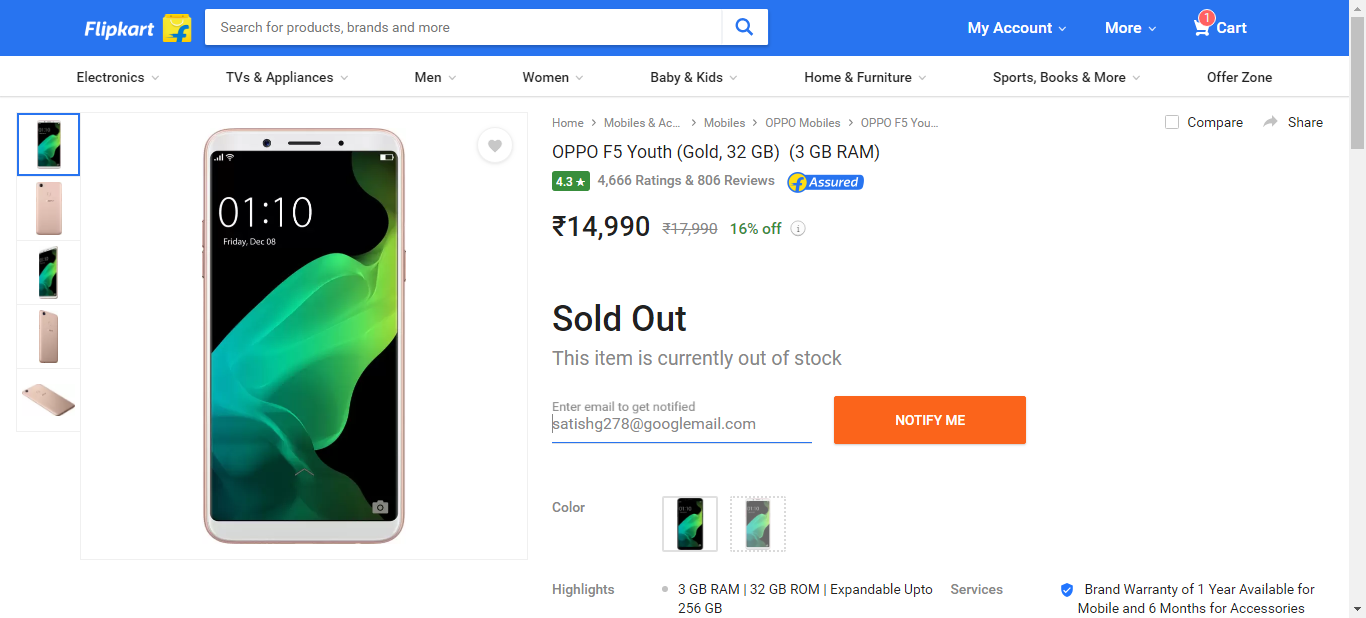 Flipkart
Search for products, brands and more
My Account
More
1
Cart
Electronics
TVs & Appliances
Men
Women
Baby & Kids
Home & Furniture
Sports, Books & More
Offer Zone
Home
Mobiles & Ac...
Mobiles
OPPO Mobiles
OPPO F5 You...
Compare
Share
OPPO F5 Youth (Gold, 32 GB) (3 GB RAM)
4.3 ★
4,666 Ratings & 806 Reviews
Assured
₹14,990
₹17,990
16% off
01:10
Friday, Dec 08
Sold Out
This item is currently out of stock
Enter email to get notified
satishg278@googlemail.com
NOTIFY ME
Color
Highlights
3 GB RAM | 32 GB ROM | Expandable Upto
256 GB
Services
Brand Warranty of 1 Year Available for
Mobile and 6 Months for Accessories